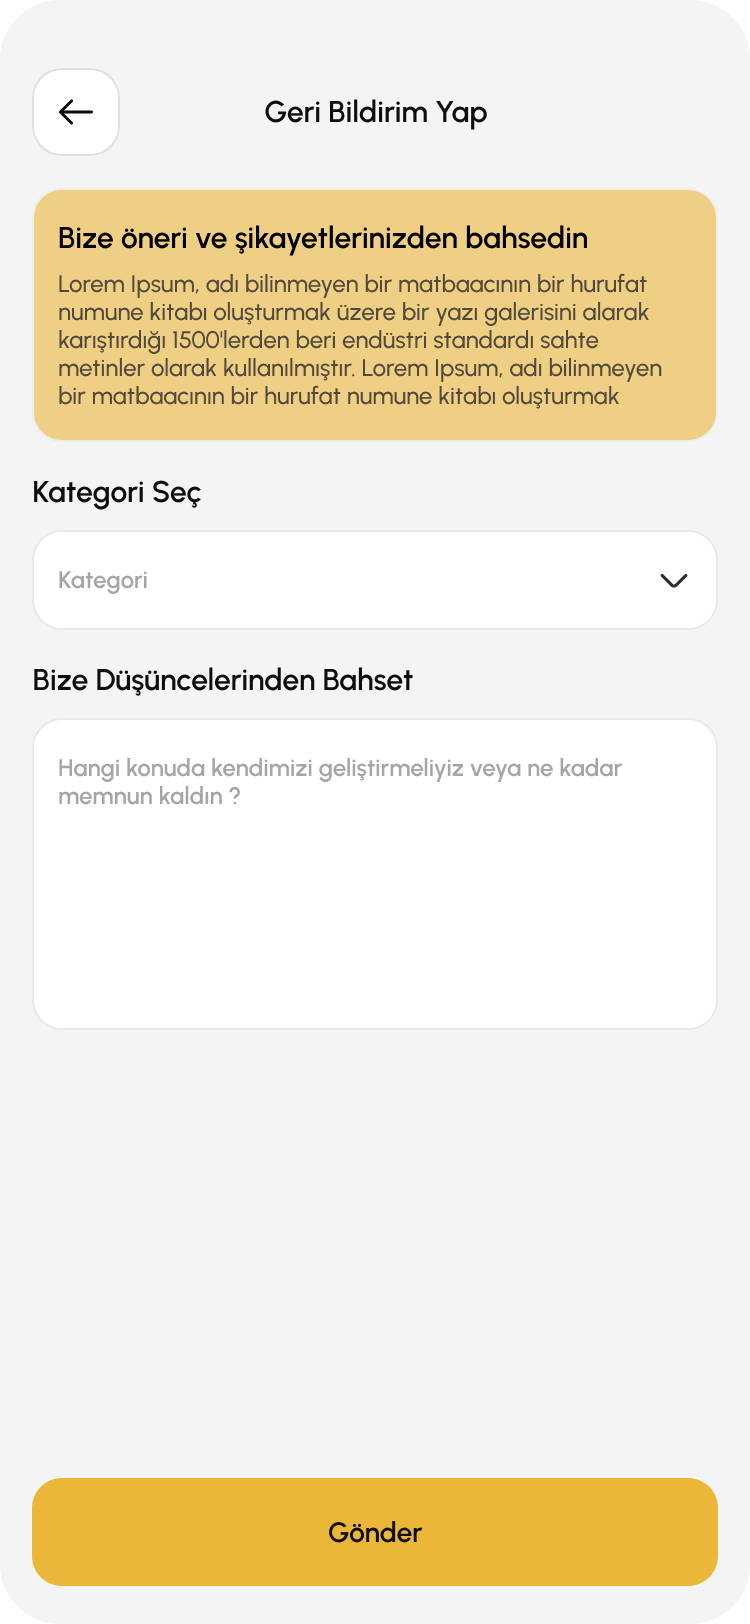 Geri Bildirim Yap
Bize öneri ve şikayetlerinizden bahsedin
Lorem Ipsum, adı bilinmeyen bir matbaacının bir hurufat
numune kitabı oluşturmak üzere bir yazı galerisini alarak
karıştırdığı 1500'lerden beri endüstri standardı sahte
metinler olarak kullanılmıştır. Lorem Ipsum, adı bilinmeyen
bir matbaacının bir hurufat numune kitabı oluşturmak
Kategori Seç
Kategori
Bize Düşüncelerinden Bahset
Hangi konuda kendimizi geliştirmeliyiz veya ne kadar
memnun kaldın ?
Gönder